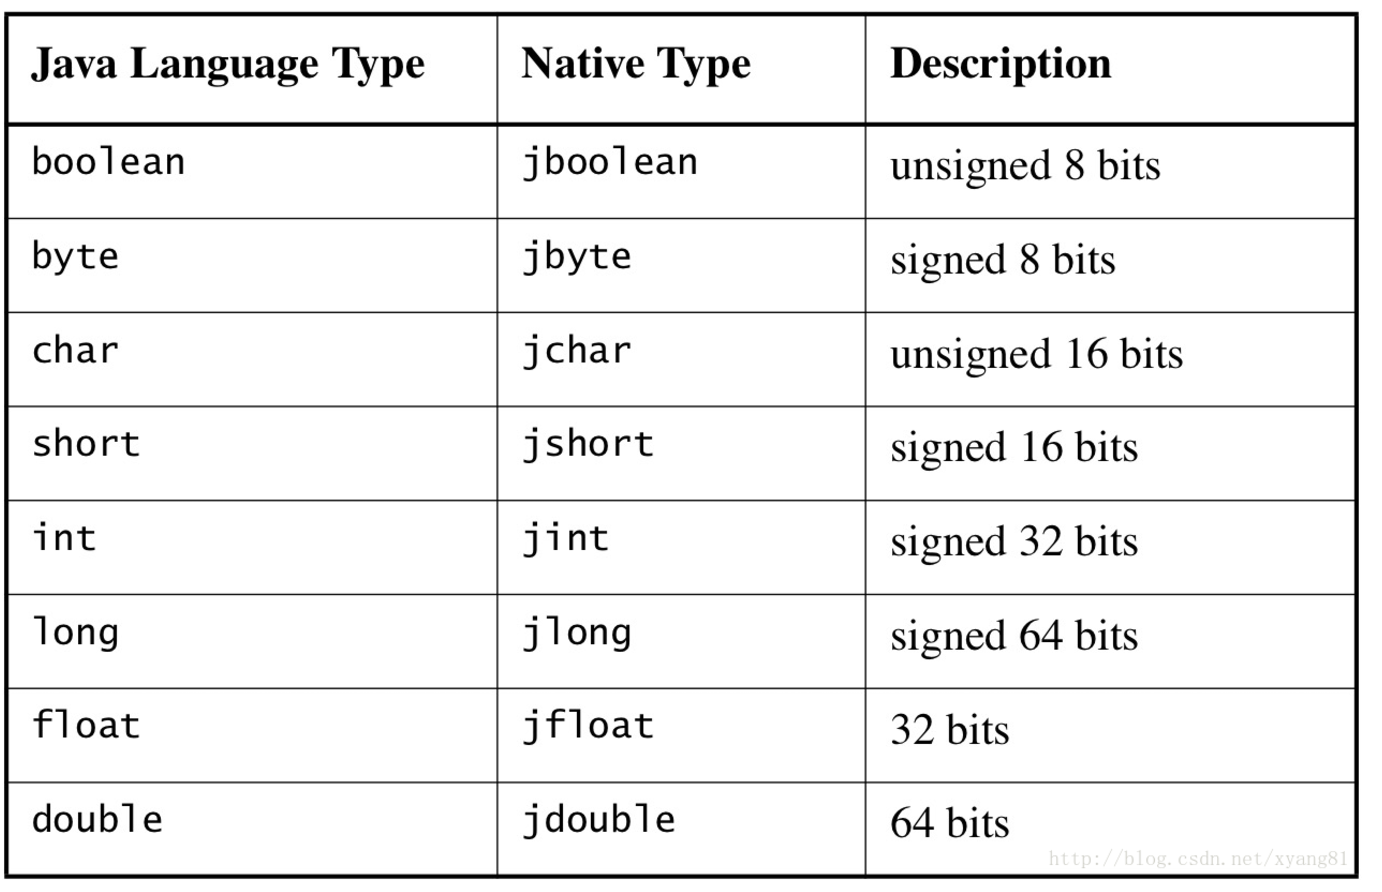 Java Language Type Native Type Description
boolean jboolean unsigned 8 bits
byte jbyte signed 8 bits
char jchar unsigned 16 bits
short jshort signed 16 bits
int jint signed 32 bits
long jlong signed 64 bits
float jfloat 32 bits
double jdouble 64 bits
http://blog.csdn.net/xyang81